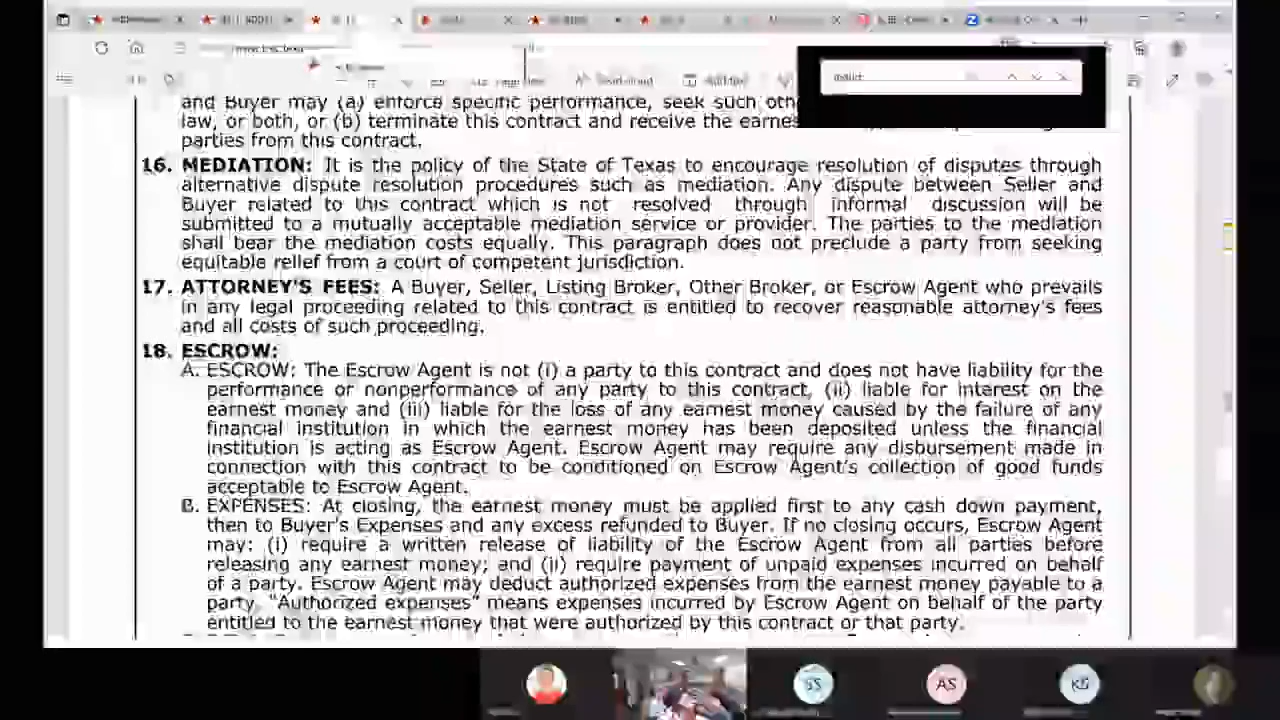 and Buyer may (a) enforce specific performance, seek such
law, or both, or (b) terminate this contract and receive the
parties from this contract.
16. MEDIATION: It is the policy of the State of Texas to encourage resolution of disputes through
alternative dispute resolution procedures such as mediation. Any dispute between Seller and
Buyer related to this contract which is not resolved through informal discussion will be
submitted to a mutually acceptable mediation service or provider. The parties to the mediation
shall bear the mediation costs equally. This paragraph does not preclude a party from seeking
equitable relief from a court of competent jurisdiction.
17. ATTORNEY'S FEES: A Buyer, Seller, Listing Broker, Other Broker, or Escrow Agent who prevails
in any legal proceeding related to this contract is entitled to recover reasonable attorney's fees
and all costs of such proceeding.
18. ESCROW:
A. ESCROW: The Escrow Agent is not (i) a party to this contract and does not have liability for the
performance or nonperformance of any party to this contract, (ii) liable for interest on the
earnest money and (iii) liable for the loss of any earnest money caused by the failure of any
financial institution in which the earnest money has been deposited unless the financial
institution is acting as Escrow Agent. Escrow Agent may require any disbursement made in
connection with this contract to be conditioned on Escrow Agent's collection of good funds
acceptable to Escrow Agent.
B. EXPENSES: At closing, the earnest money must be applied first to any cash down payment,
then to Buyer's Expenses and any excess refunded to Buyer. If no closing occurs, Escrow Agent
may: (i) require a written release of liability of the Escrow Agent from all parties before
releasing any earnest money; and (ii) require payment of unpaid expenses incurred on behalf
of a party. Escrow Agent may deduct authorized expenses from the earnest money payable to a
party. "Authorized expenses" means expenses incurred by Escrow Agent on behalf of the party
entitled to the earnest money that were authorized by this contract or that party.
SS AS KG